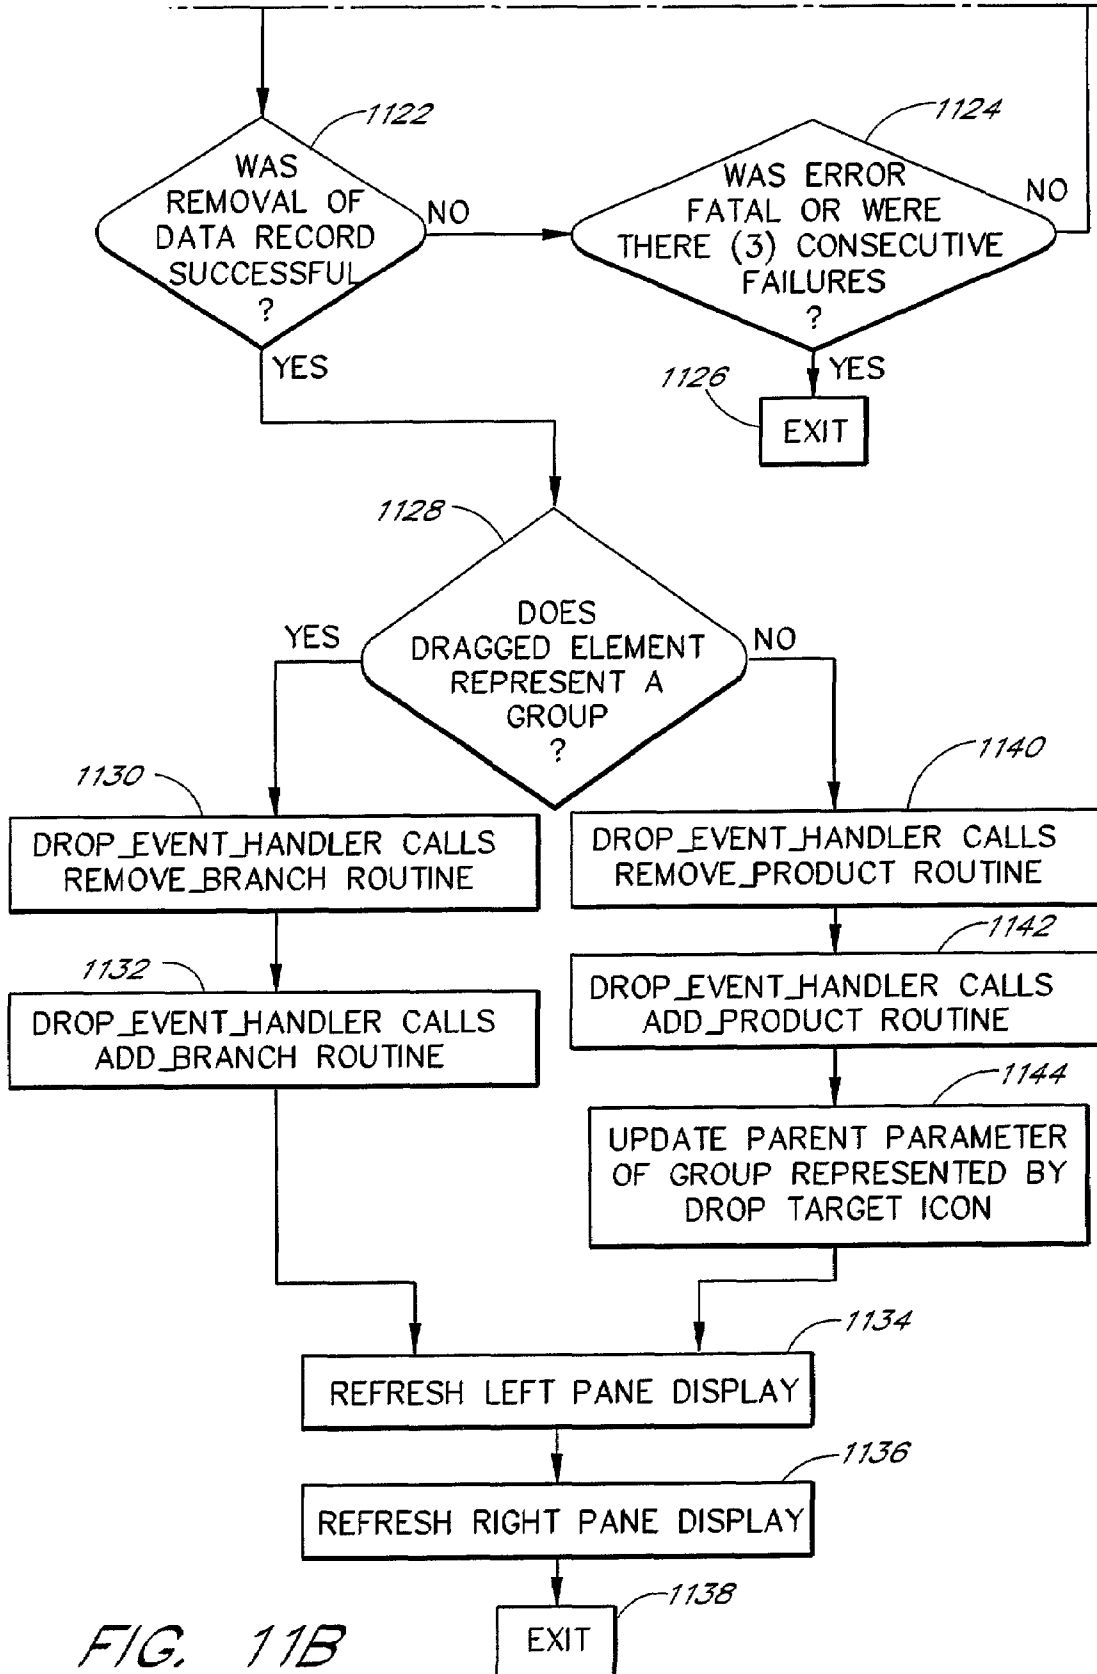 1122
WAS
REMOVAL OF
DATA RECORD
SUCCESSFUL
?
NO
YES
1124
WAS ERROR
FATAL OR WERE
THERE (3) CONSECUTIVE
FAILURES
?
NO
YES
1126
EXIT
1128
DOES
DRAGGED ELEMENT
REPRESENT A
GROUP
?
YES
NO
1130
DROP_EVENT_HANDLER CALLS
REMOVE_BRANCH ROUTINE
1140
DROP_EVENT_HANDLER CALLS
REMOVE_PRODUCT ROUTINE
1132
DROP_EVENT_HANDLER CALLS
ADD_BRANCH ROUTINE
1142
DROP_EVENT_HANDLER CALLS
ADD_PRODUCT ROUTINE
1144
UPDATE PARENT PARAMETER
OF GROUP REPRESENTED BY
DROP TARGET ICON
1134
REFRESH LEFT PANE DISPLAY
1136
REFRESH RIGHT PANE DISPLAY
1138
EXIT
FIG. 11B